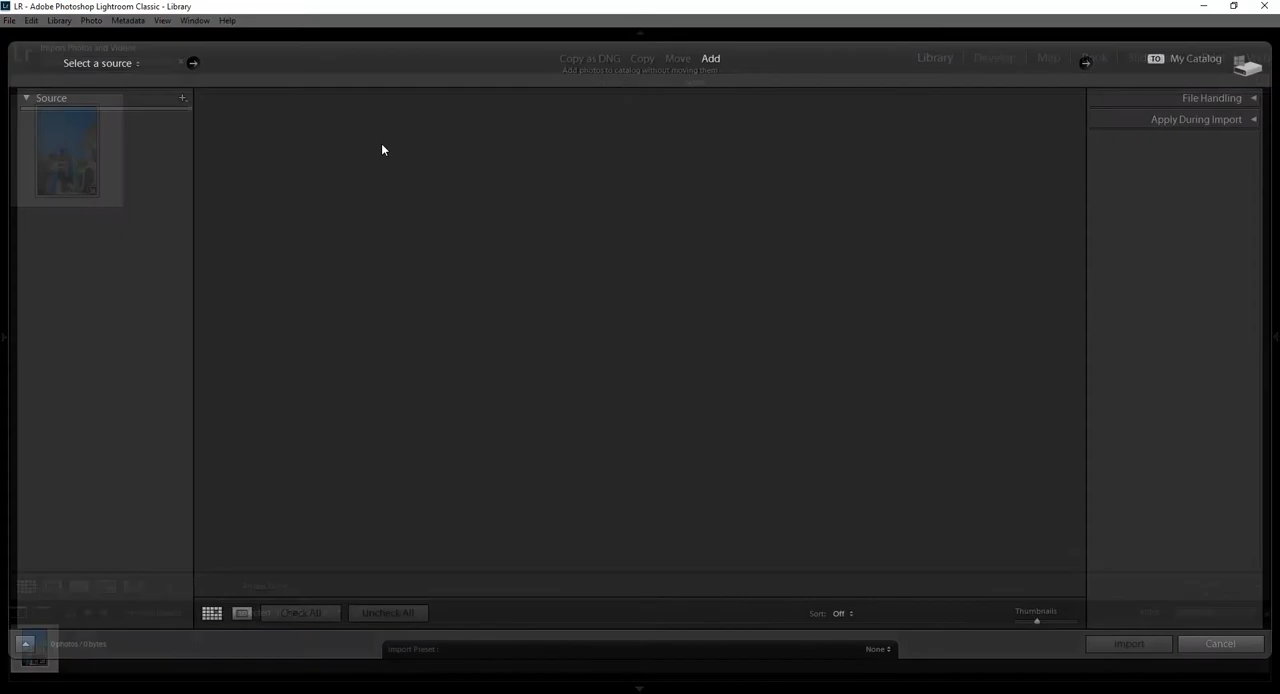 LR - Adobe Photoshop Lightroom Classic - Library
File Edit Library Photo Metadata View Window Help
Import Photos and Videos
Select a source
Copy as DNG Copy Move Add
Add photos to catalog without moving them
Library Develop Map
TO My Catalog
Source +
File Handling
Apply During Import
Check All Uncheck All
Sort: Off
Thumbnails
0 photos / 0 bytes
Import Preset : None
Import Cancel